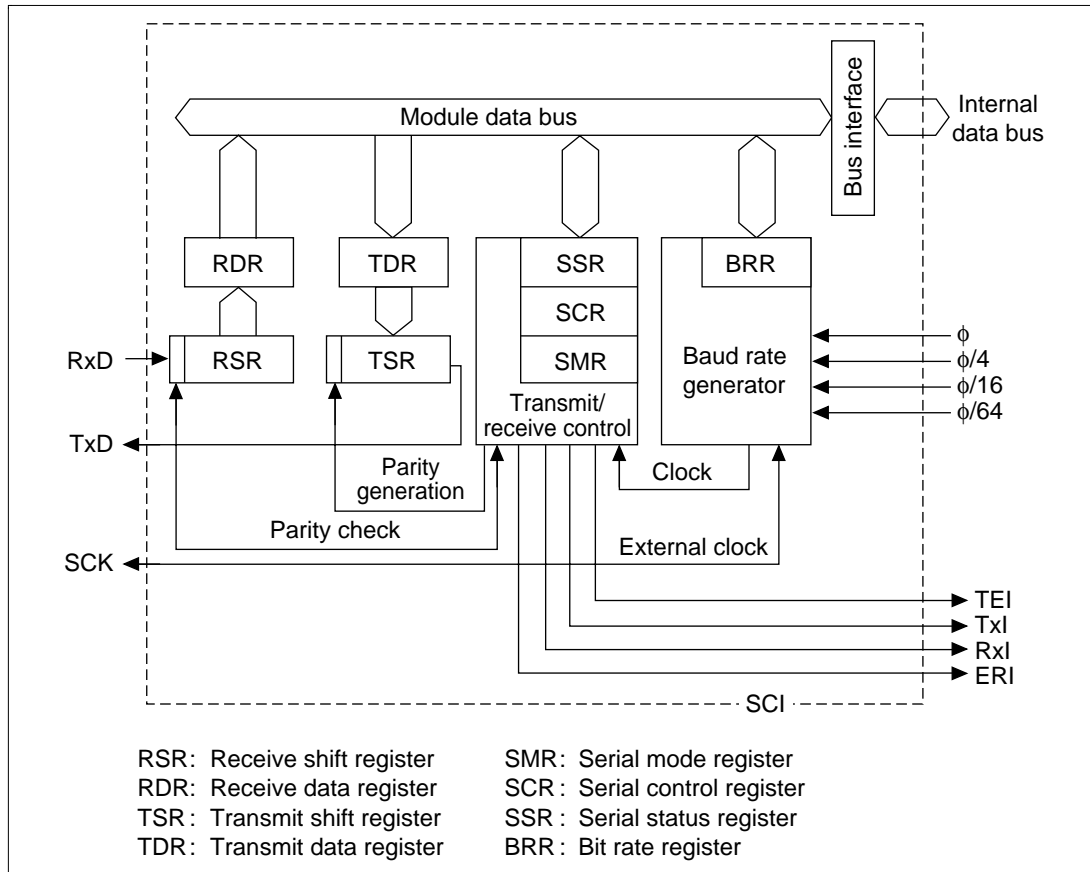 Module data bus
Bus interface
Internal
data bus
RDR
TDR
SSR
BRR
SCR
RxD
RSR
TSR
SMR
Baud rate
generator
ϕ
ϕ/4
ϕ/16
ϕ/64
Transmit/
receive control
TxD
Parity
generation
Clock
Parity check
External clock
SCK
TEI
TxI
RxI
ERI
SCI
RSR: Receive shift register
RDR: Receive data register
TSR: Transmit shift register
TDR: Transmit data register
SMR: Serial mode register
SCR: Serial control register
SSR: Serial status register
BRR: Bit rate register